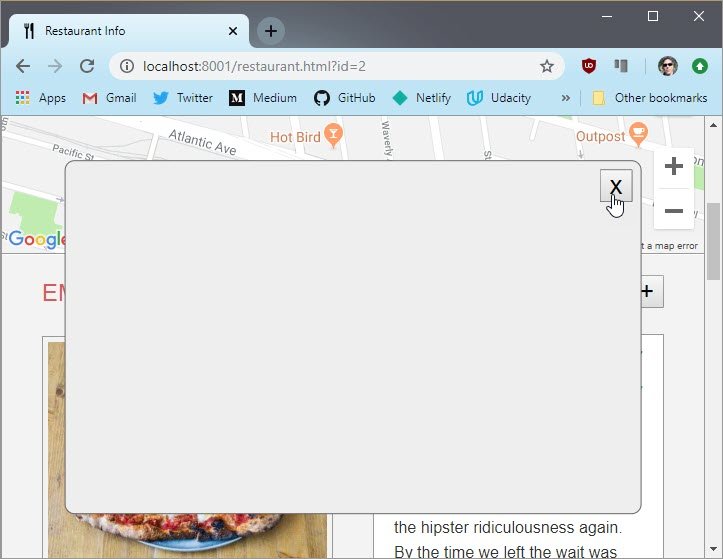 Restaurant Info
localhost:8001/restaurant.html?id=2
Apps Gmail Twitter Medium GitHub Netlify Udacity » Other bookmarks
Atlantic Ave
Hot Bird
Waverly
Outpost
Pacific St
X
+
−
Google
t a map error
EM
+
the hipster ridiculousness again.
By the time we left the wait was